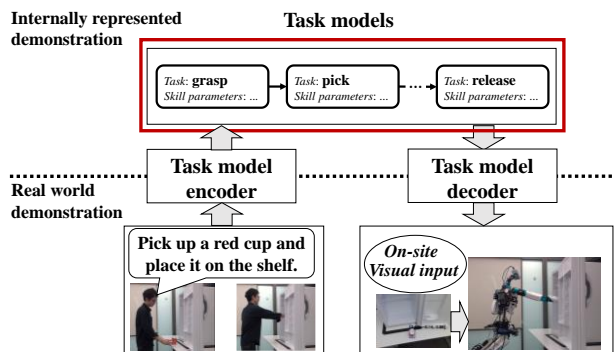 Internally represented
demonstration
Task models
Task: grasp
Skill parameters: ...
Task: pick
Skill parameters: ...
...
Task: release
Skill parameters: ...
Task model
encoder
Task model
decoder
Real world
demonstration
Pick up a red cup and
place it on the shelf.
On-site
Visual input